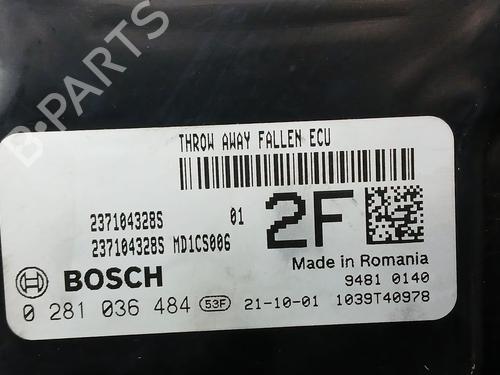 B-PARTS
THROW AWAY FALLEN ECU
237104328S 01
237104328S MD1CS006
2F
BOSCH
Made in Romania
9481 0140
0 281 036 484 53F 21-10-01 1039T40978